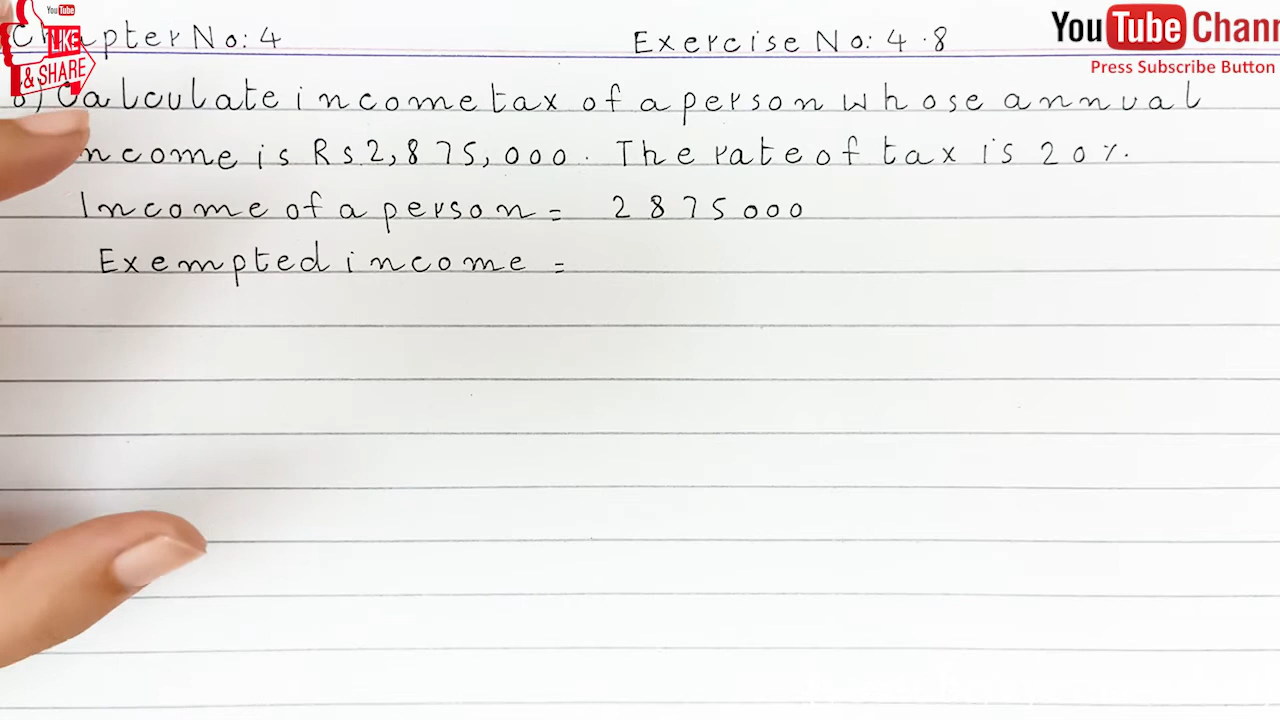 YouTube
LIKE
& SHARE
YouTube Chann
Press Subscribe Button
Chapter No: 4 Exercise No: 4.8
Calculate income tax of a person whose annual
income is Rs 2,875,000. The rate of tax is 20%.
Income of a person = 2875000
Exempted income =